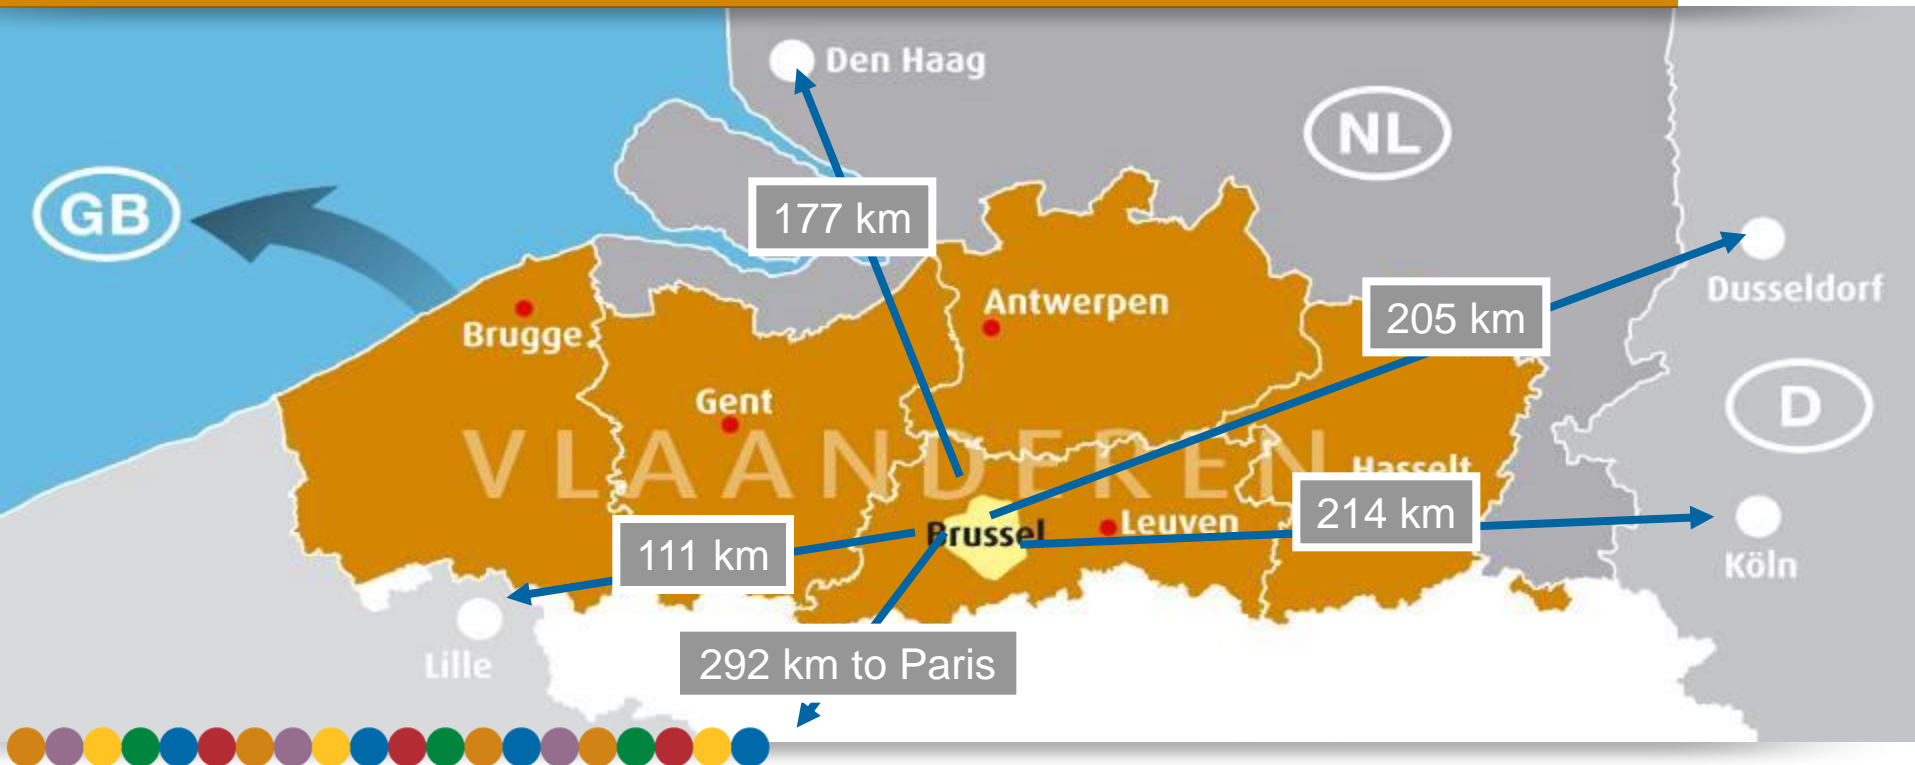 Den Haag
NL
GB
177 km
Dusseldorf
Antwerpen
205 km
Brugge
Gent
D
VLAANDEREN
Hasselt
214 km
Leuven
Brussel
111 km
Köln
Lille
292 km to Paris